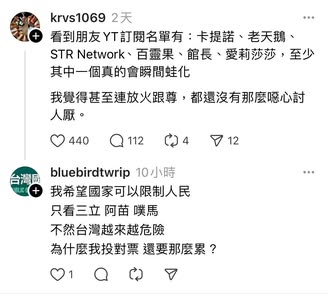 krvs1069 2天
看到朋友YT訂閱名單有：卡提諾、老天鵝、
STR Network、百靈果、館長、愛莉莎莎，至少
其中一個真的會瞬間蛙化
我覺得甚至連放火跟尊，都還沒有那麼噁心討
人厭。
440 112 4 12
台灣國
bluebirdtwrip 10小時
我希望國家可以限制人民
只看三立 阿苗 噗馬
不然台灣越來越危險
為什麼我投對票 還要那麼累？
1